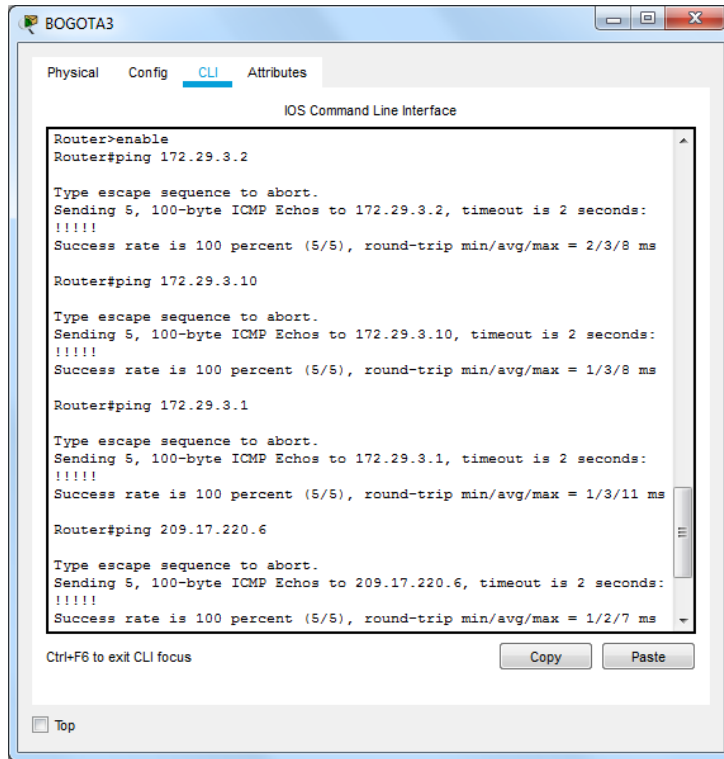 BOGOTA3
Physical Config CLI Attributes
IOS Command Line Interface
Router>enable
Router#ping 172.29.3.2
Type escape sequence to abort.
Sending 5, 100-byte ICMP Echos to 172.29.3.2, timeout is 2 seconds:
!!!!!
Success rate is 100 percent (5/5), round-trip min/avg/max = 2/3/8 ms
Router#ping 172.29.3.10
Type escape sequence to abort.
Sending 5, 100-byte ICMP Echos to 172.29.3.10, timeout is 2 seconds:
!!!!!
Success rate is 100 percent (5/5), round-trip min/avg/max = 1/3/8 ms
Router#ping 172.29.3.1
Type escape sequence to abort.
Sending 5, 100-byte ICMP Echos to 172.29.3.1, timeout is 2 seconds:
!!!!!
Success rate is 100 percent (5/5), round-trip min/avg/max = 1/3/11 ms
Router#ping 209.17.220.6
Type escape sequence to abort.
Sending 5, 100-byte ICMP Echos to 209.17.220.6, timeout is 2 seconds:
!!!!!
Success rate is 100 percent (5/5), round-trip min/avg/max = 1/2/7 ms
Ctrl+F6 to exit CLI focus Copy Paste
Top